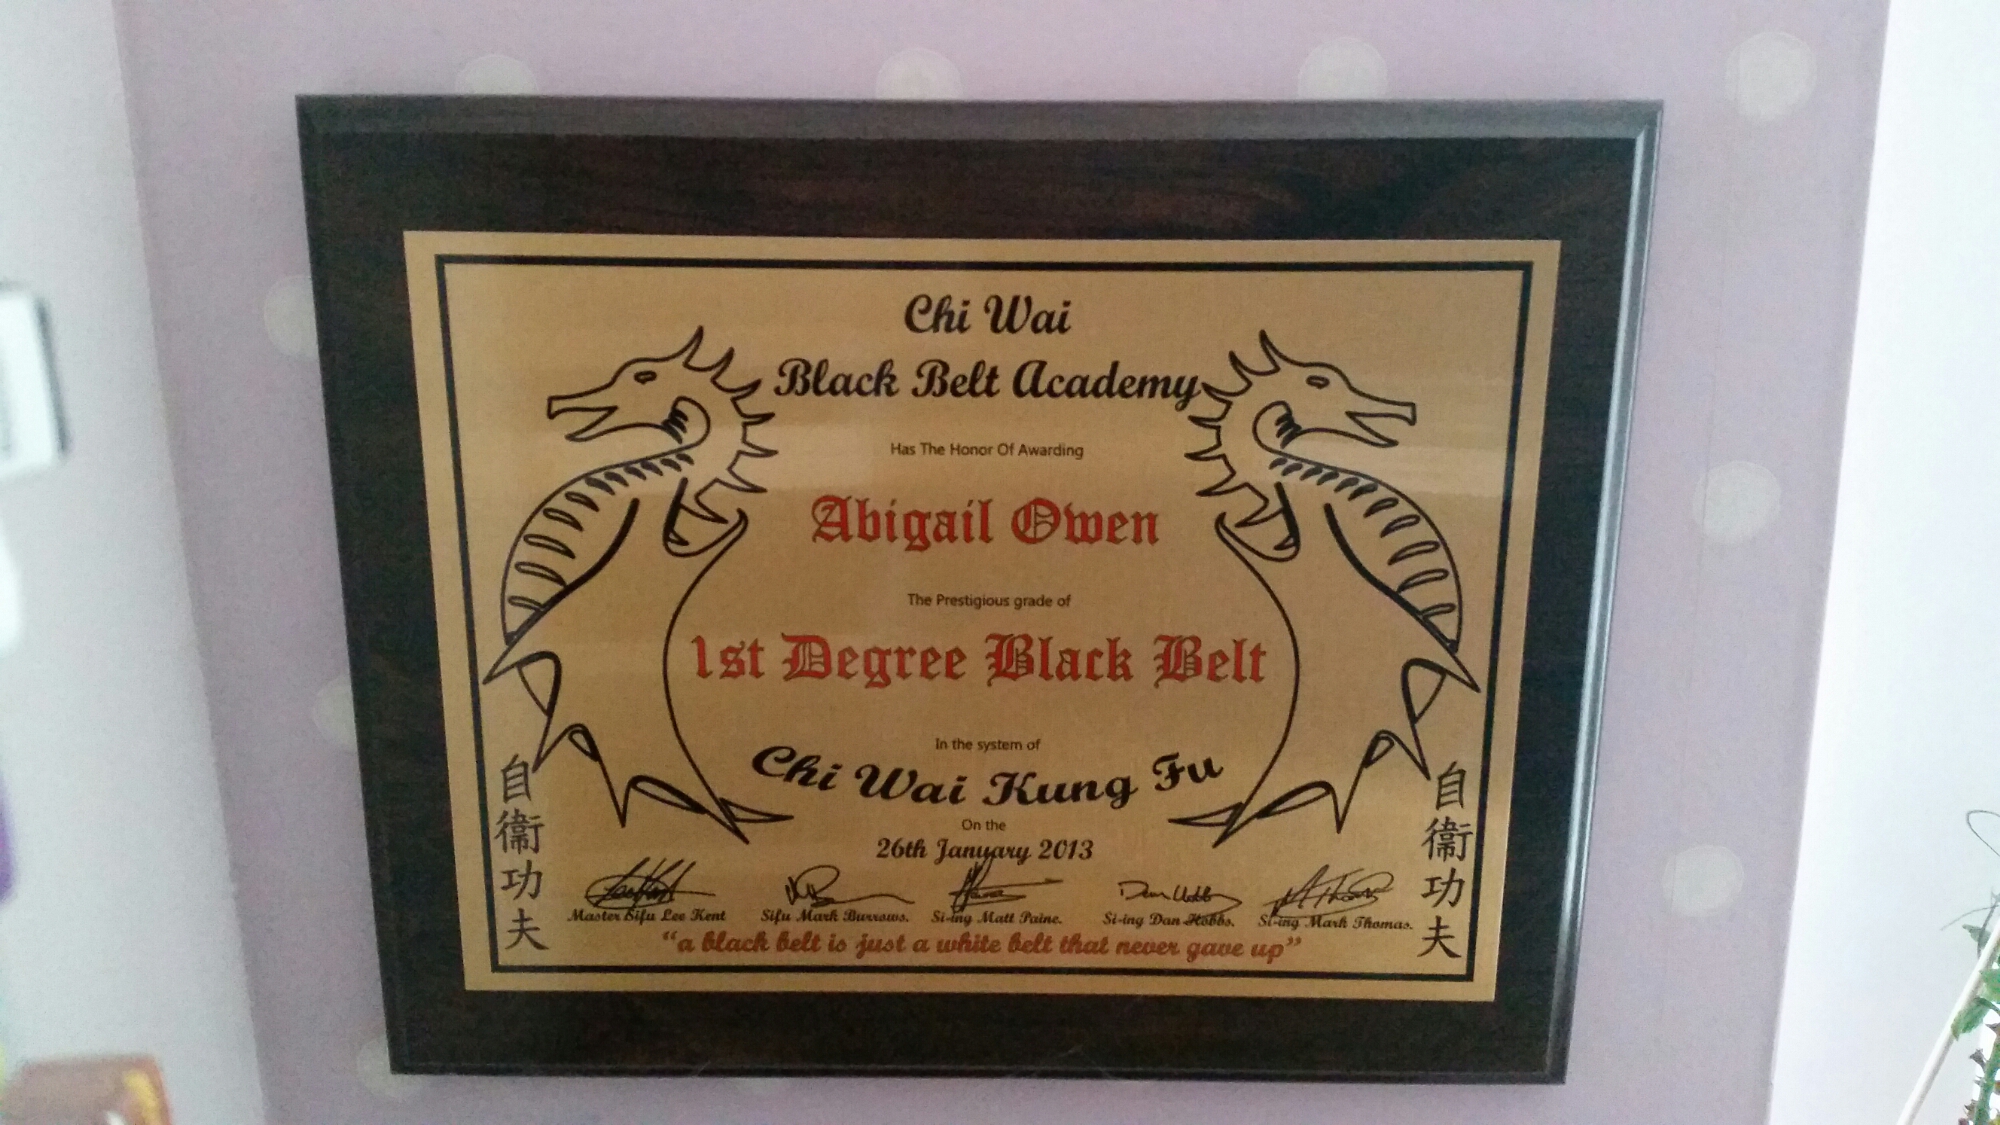 Chi Wai
Black Belt Academy
Has The Honor Of Awarding
Abigail Owen
The Prestigious grade of
1st Degree Black Belt
In the system of
Chi Wai Kung Fu
On the
26th January 2013
Master Sifu Lee Kent
Sifu Mark Burrows.
Si-ing Matt Paine.
Si-ing Dan Hobbs.
Si-ing Mark Thomas.
"a black belt is just a white belt that never gave up"
自衞功夫
自衞功夫